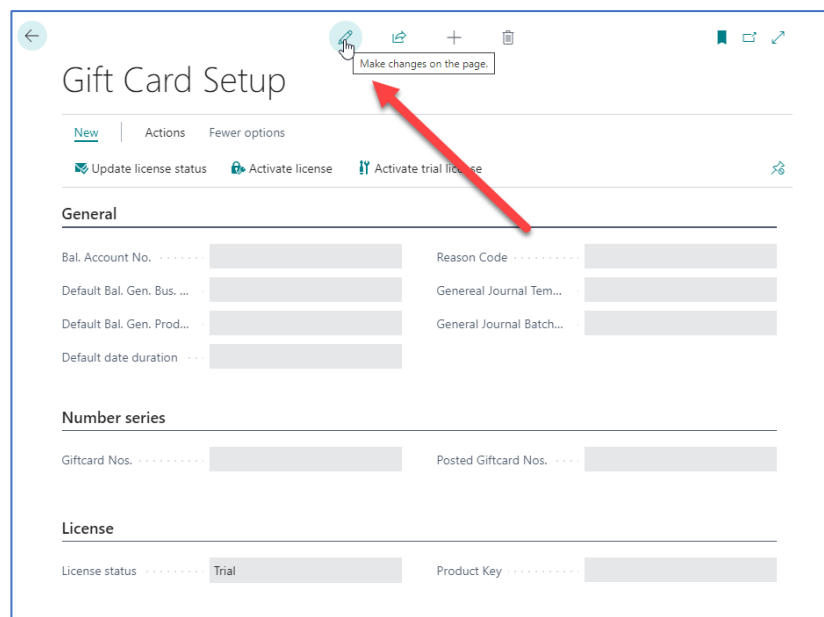 Make changes on the page.
Gift Card Setup
New Actions Fewer options
Update license status Activate license Activate trial license
General
Bal. Account No. Reason Code
Default Bal. Gen. Bus. ... Genereal Journal Tem...
Default Bal. Gen. Prod... General Journal Batch...
Default date duration
Number series
Giftcard Nos. Posted Giftcard Nos.
License
License status Trial Product Key